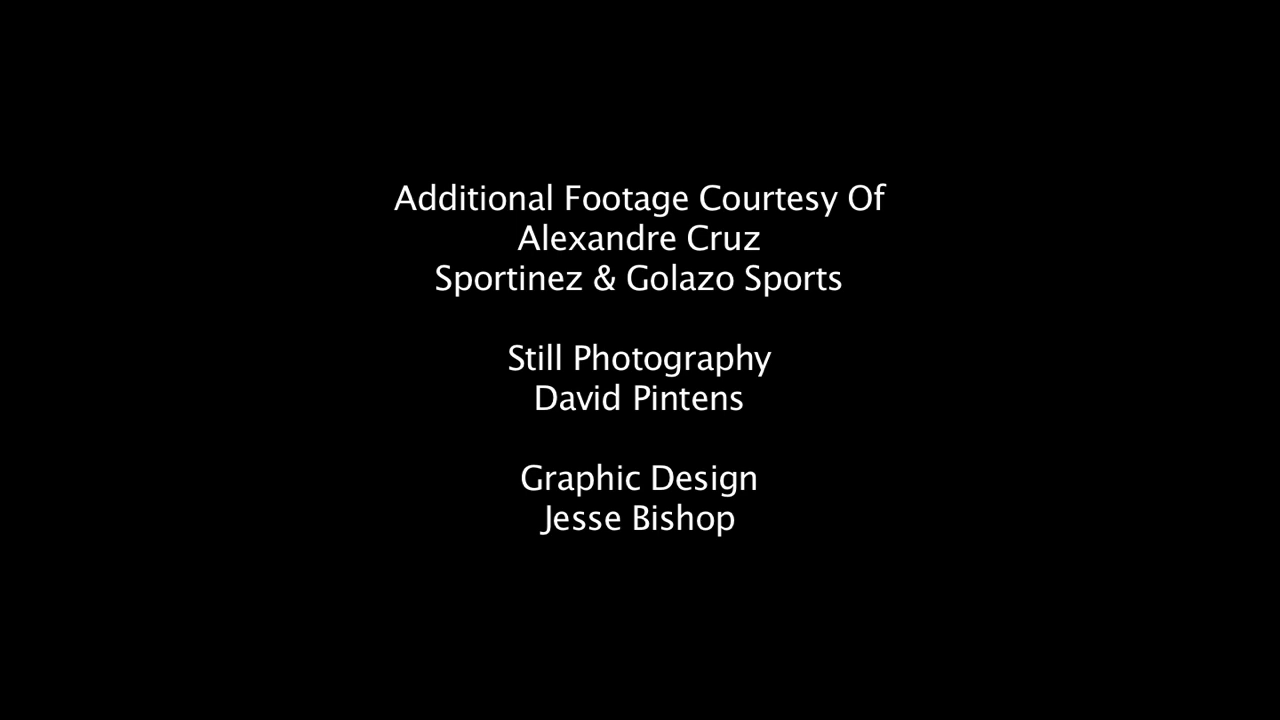 Additional Footage Courtesy Of
Alexandre Cruz
Sportinez & Golazo Sports
Still Photography
David Pintens
Graphic Design
Jesse Bishop